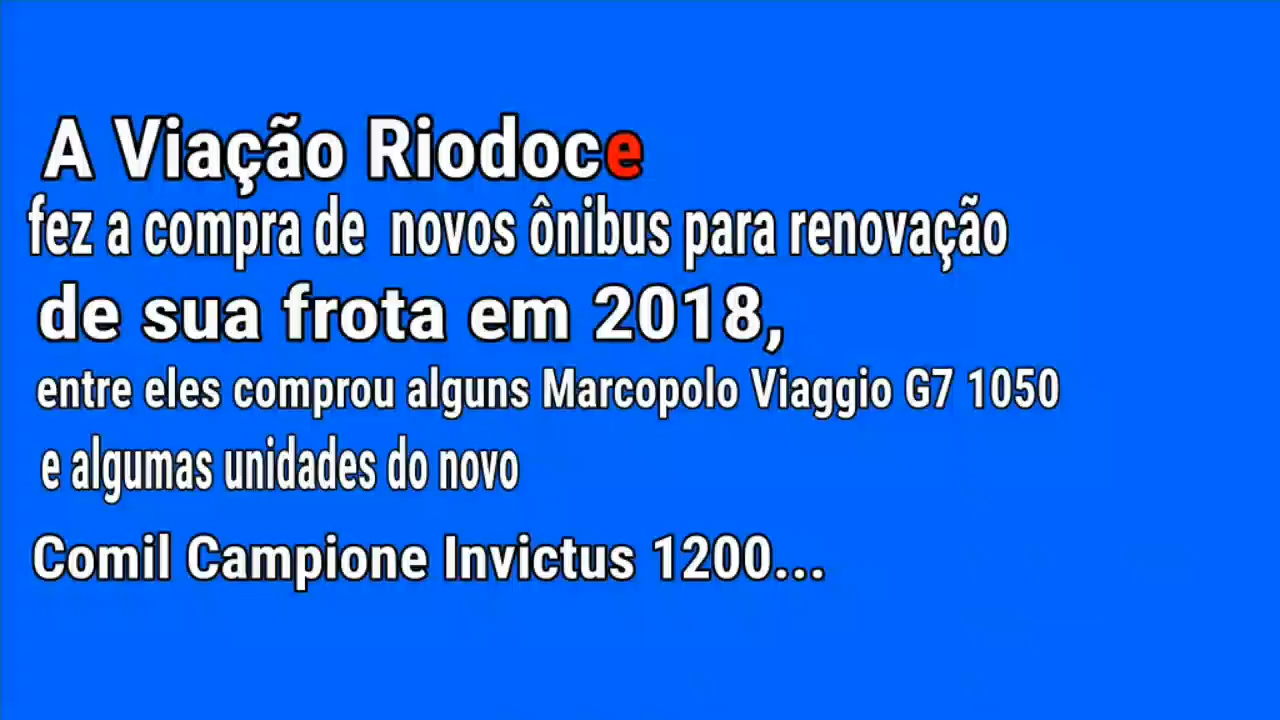 A Viação Riodoce
fez a compra de novos ônibus para renovação
de sua frota em 2018,
entre eles comprou alguns Marcopolo Viaggio G7 1050
e algumas unidades do novo
Comil Campione Invictus 1200...